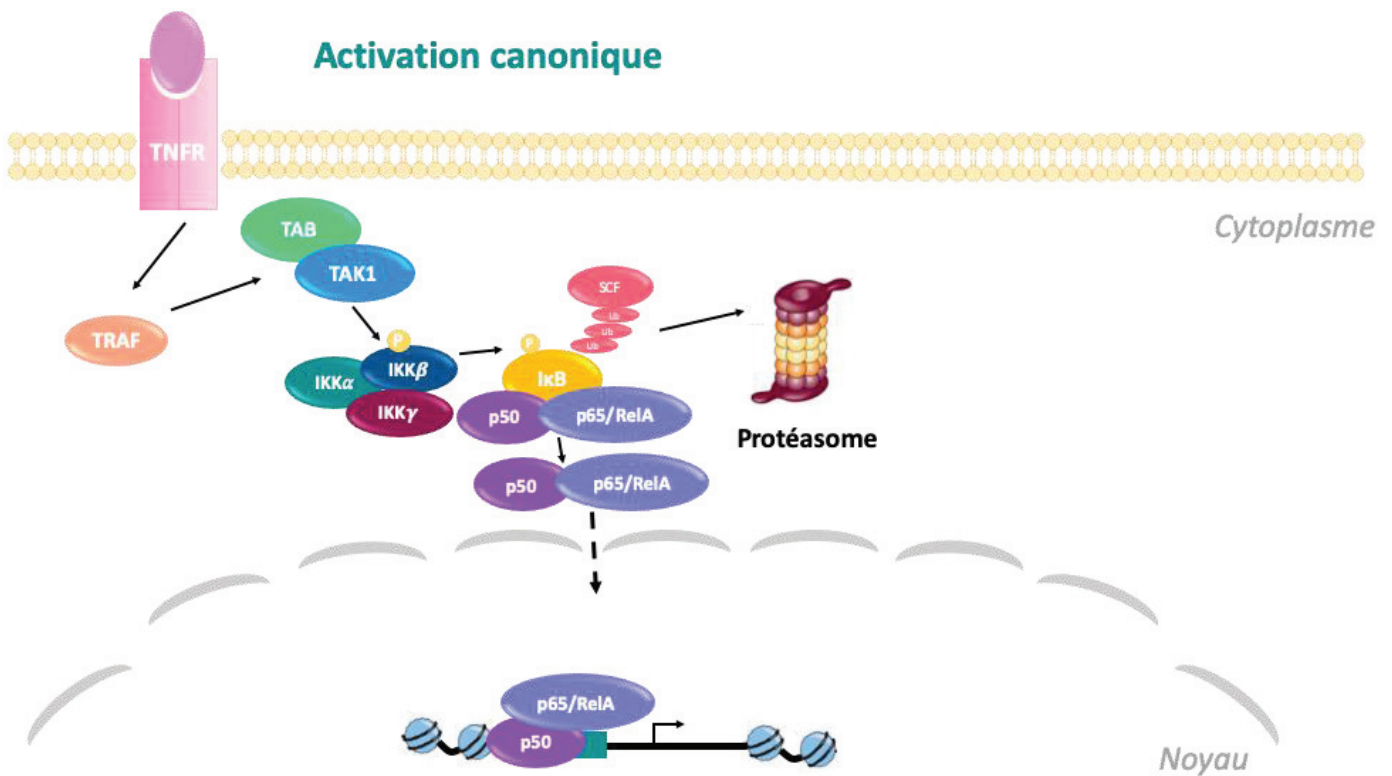 Activation canonique
TNFR
Cytoplasme
TAB
TAK1
TRAF
SCF
Ub
Ub
Ub
P
P
IKKα
IKKβ
IKKγ
IκB
p50
p65/RelA
Protéasome
p50
p65/RelA
p65/RelA
p50
Noyau